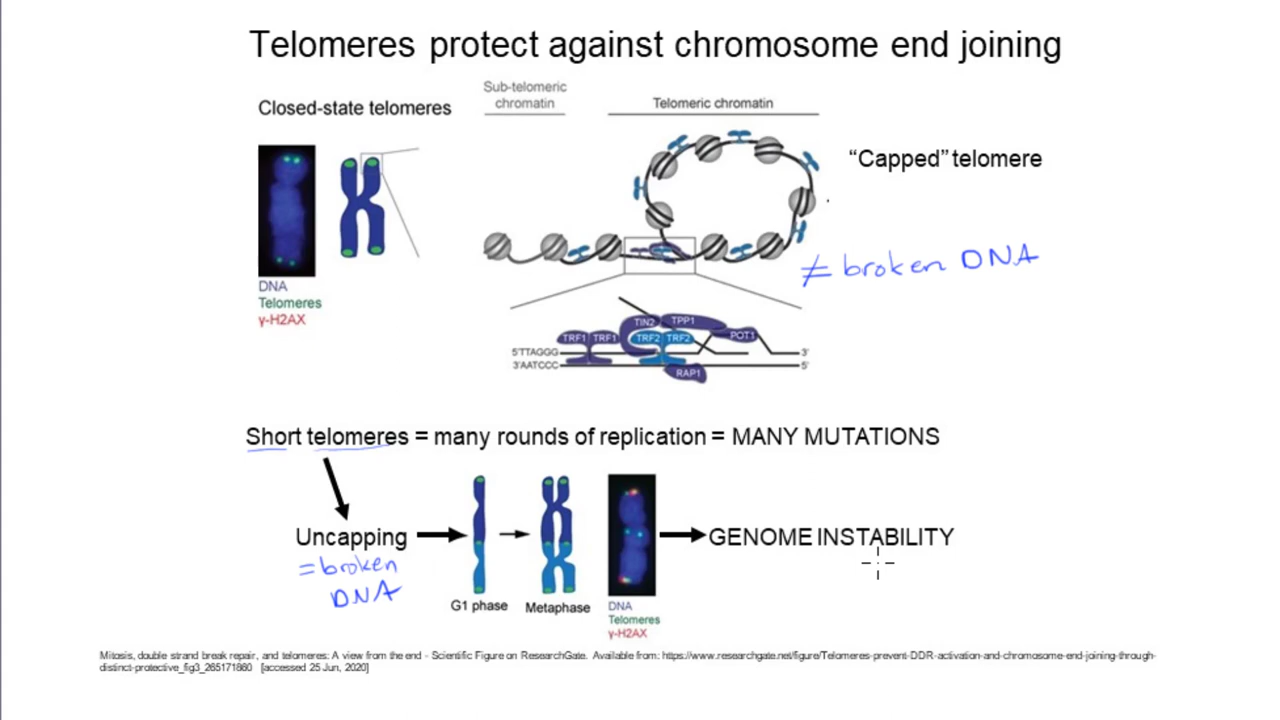 Telomeres protect against chromosome end joining
Closed-state telomeres
Sub-telomeric
chromatin
Telomeric chromatin
“Capped” telomere
≠ broken DNA
DNA
Telomeres
γ-H2AX
TIN2 TPP1
TRF1 TRF1 TRF2 TRF2 POT1
5'TTAGGG 3'
3'AATCCC 5'
RAP1
Short telomeres = many rounds of replication = MANY MUTATIONS
Uncapping
= broken
DNA
GENOME INSTABILITY
G1 phase
Metaphase
DNA
Telomeres
γ-H2AX
Mitosis, double strand break repair, and telomeres: A view from the end - Scientific Figure on ResearchGate. Available from: https://www.researchgate.net/figure/Telomeres-prevent-DDR-activation-and-chromosome-end-joining-through-
distinct-protective_fig3_265171860 [accessed 25 Jun, 2020]